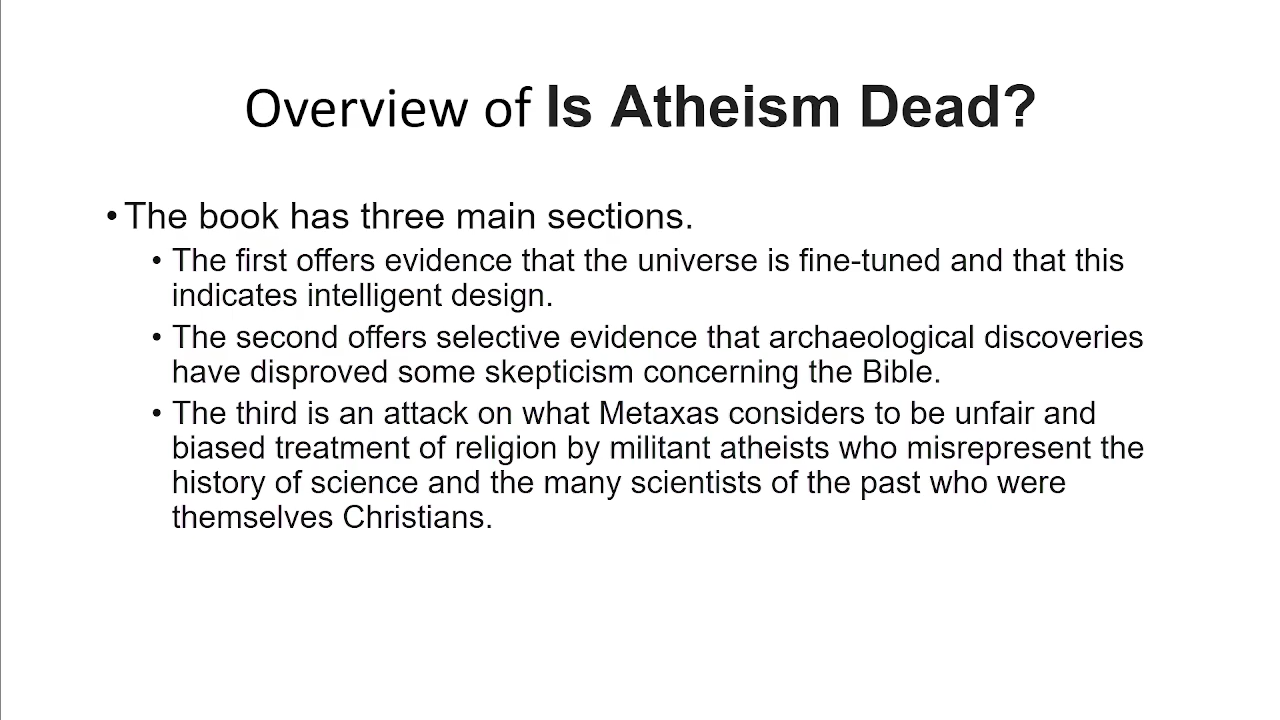 Overview of Is Atheism Dead?
• The book has three main sections.
• The first offers evidence that the universe is fine-tuned and that this
indicates intelligent design.
• The second offers selective evidence that archaeological discoveries
have disproved some skepticism concerning the Bible.
• The third is an attack on what Metaxas considers to be unfair and
biased treatment of religion by militant atheists who misrepresent the
history of science and the many scientists of the past who were
themselves Christians.